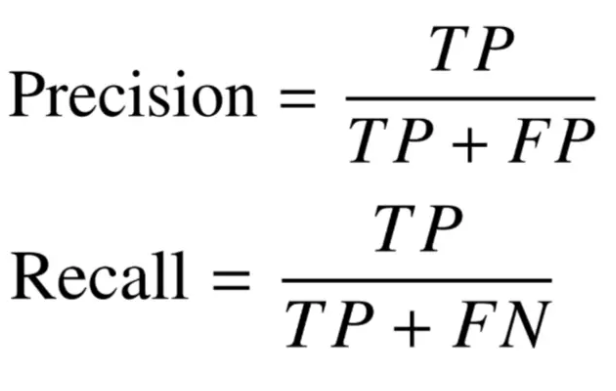 Precision = TP / TP + FP
Recall = TP / TP + FN